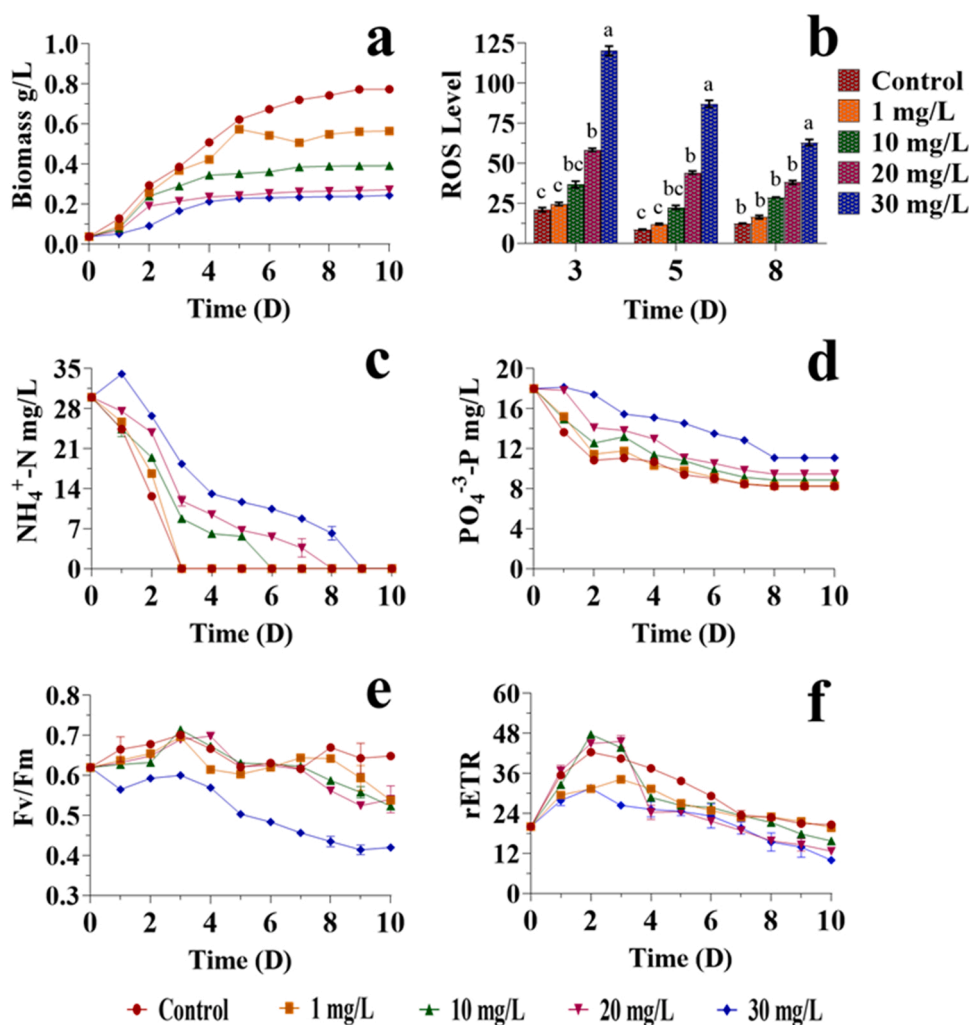 a
Biomass g/L
1.0
0.8
0.6
0.4
0.2
0.0
0 2 4 6 8 10
Time (D)
b
ROS Level
125
100
75
50
25
0
c c bc b a
c c bc b a
b b b b a
3 5 8
Time (D)
Control
1 mg/L
10 mg/L
20 mg/L
30 mg/L
c
NH₄⁺-N mg/L
35
28
21
14
7
0
0 2 4 6 8 10
Time (D)
d
PO₄⁻³-P mg/L
20
16
12
8
4
0
0 2 4 6 8 10
Time (D)
e
Fv/Fm
0.8
0.7
0.6
0.5
0.4
0.3
0 2 4 6 8 10
Time (D)
f
rETR
60
48
36
24
12
0
0 2 4 6 8 10
Time (D)
Control 1 mg/L 10 mg/L 20 mg/L 30 mg/L